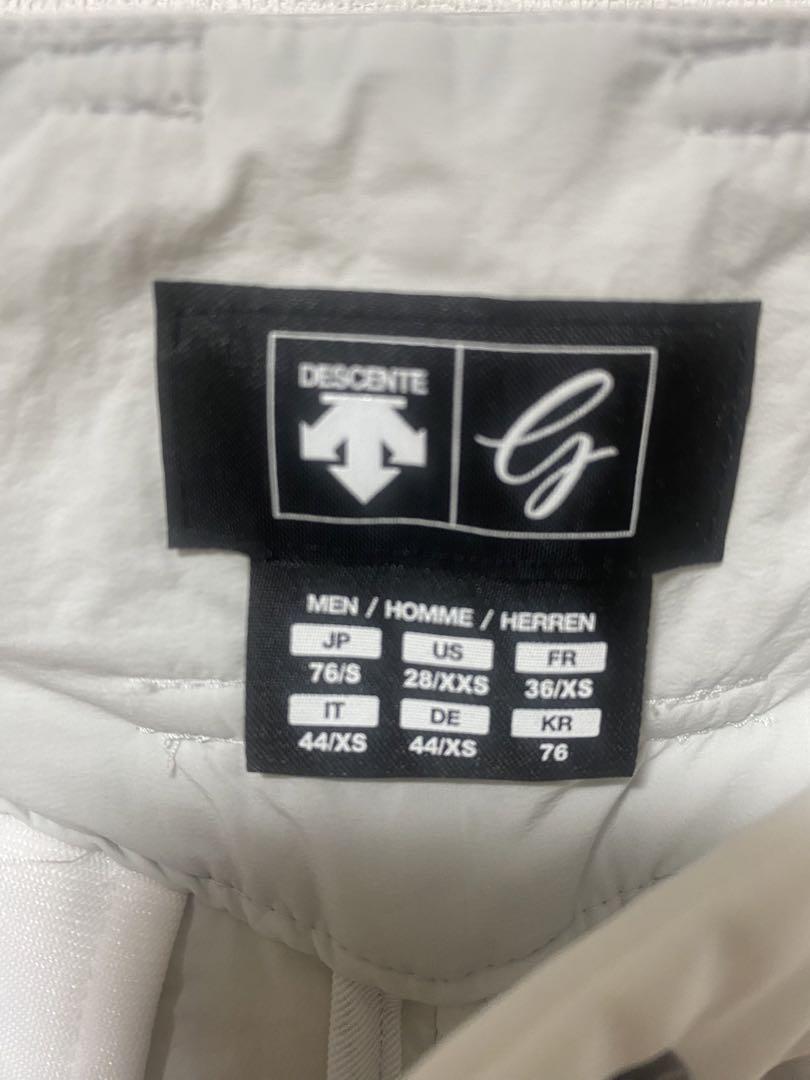 DESCENTE
G
MEN / HOMME / HERREN
JP US FR
76/S 28/XXS 36/XS
IT DE KR
44/XS 44/XS 76